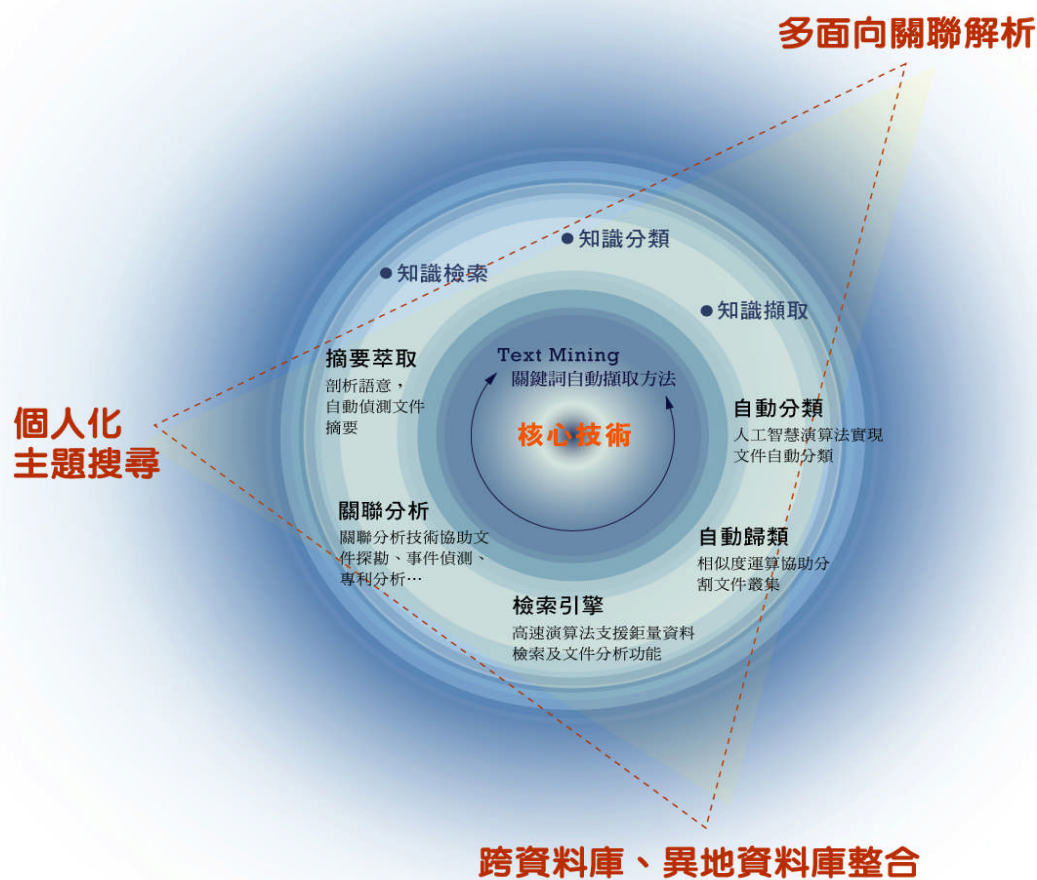 多面向關聯解析
●知識分類
●知識檢索
●知識擷取
Text Mining
關鍵詞自動擷取方法
核心技術
摘要萃取
剖析語意，
自動偵測文件
摘要
自動分類
人工智慧演算法實現
文件自動分類
個人化
主題搜尋
關聯分析
關聯分析技術協助文
件探勘、事件偵測、
專利分析…
自動歸類
相似度運算協助分
割文件叢集
檢索引擎
高速演算法支援鉅量資料
檢索及文件分析功能
跨資料庫、異地資料庫整合